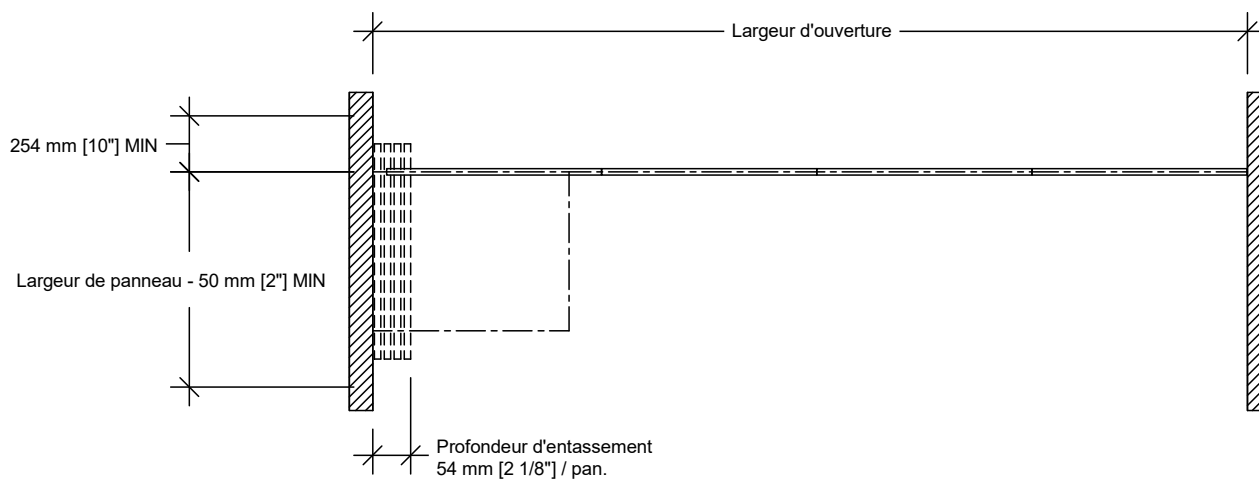 Largeur d'ouverture
254 mm [10"] MIN
Largeur de panneau - 50 mm [2"] MIN
Profondeur d'entassement
54 mm [2 1/8"] / pan.